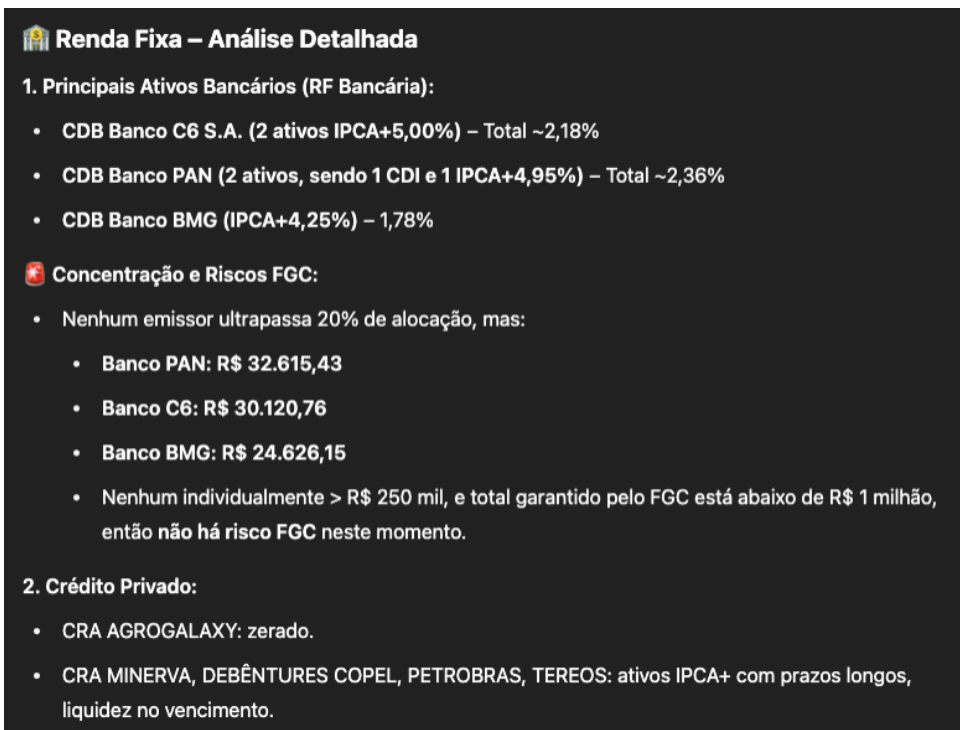 🏦 Renda Fixa – Análise Detalhada
1. Principais Ativos Bancários (RF Bancária):
• CDB Banco C6 S.A. (2 ativos IPCA+5,00%) – Total ~2,18%
• CDB Banco PAN (2 ativos, sendo 1 CDI e 1 IPCA+4,95%) – Total ~2,36%
• CDB Banco BMG (IPCA+4,25%) – 1,78%
🚨 Concentração e Riscos FGC:
• Nenhum emissor ultrapassa 20% de alocação, mas:
• Banco PAN: R$ 32.615,43
• Banco C6: R$ 30.120,76
• Banco BMG: R$ 24.626,15
• Nenhum individualmente > R$ 250 mil, e total garantido pelo FGC está abaixo de R$ 1 milhão,
então não há risco FGC neste momento.
2. Crédito Privado:
• CRA AGROGALAXY: zerado.
• CRA MINERVA, DEBÊNTURES COPEL, PETROBRAS, TEREOS: ativos IPCA+ com prazos longos,
liquidez no vencimento.